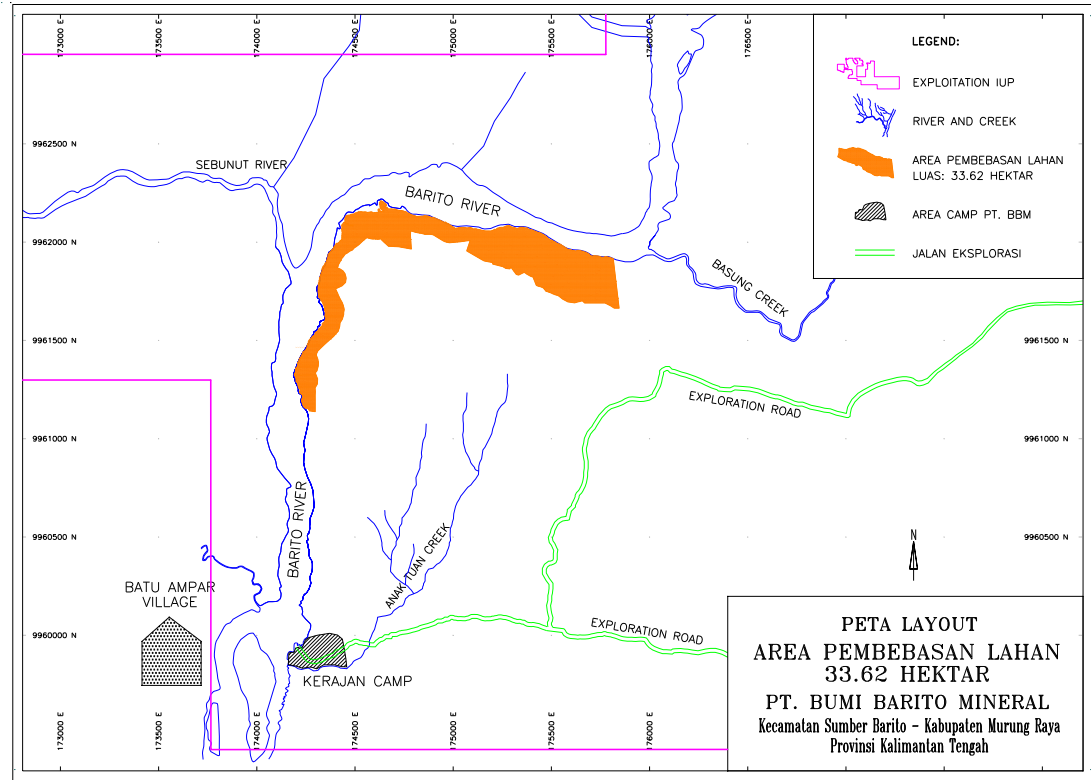 173000 E
173500 E
174000 E
174500 E
175000 E
175500 E
176000 E
176500 E
LEGEND:
EXPLOITATION IUP
RIVER AND CREEK
AREA PEMBEBASAN LAHAN
LUAS: 33.62 HEKTAR
AREA CAMP PT. BBM
JALAN EKSPLORASI
9962500 N
SEBUNUT RIVER
BARITO RIVER
9962000 N
BASUNG CREEK
9961500 N
9961500 N
EXPLORATION ROAD
9961000 N
9961000 N
BARITO RIVER
9960500 N
9960500 N
ANAK TUAN CREEK
N
BATU AMPAR
VILLAGE
9960000 N
EXPLORATION ROAD
KERAJAN CAMP
173000 E
173500 E
174000 E
174500 E
175000 E
175500 E
176000 E
PETA LAYOUT
AREA PEMBEBASAN LAHAN
33.62 HEKTAR
PT. BUMI BARITO MINERAL
Kecamatan Sumber Barito - Kabupaten Murung Raya
Provinsi Kalimantan Tengah